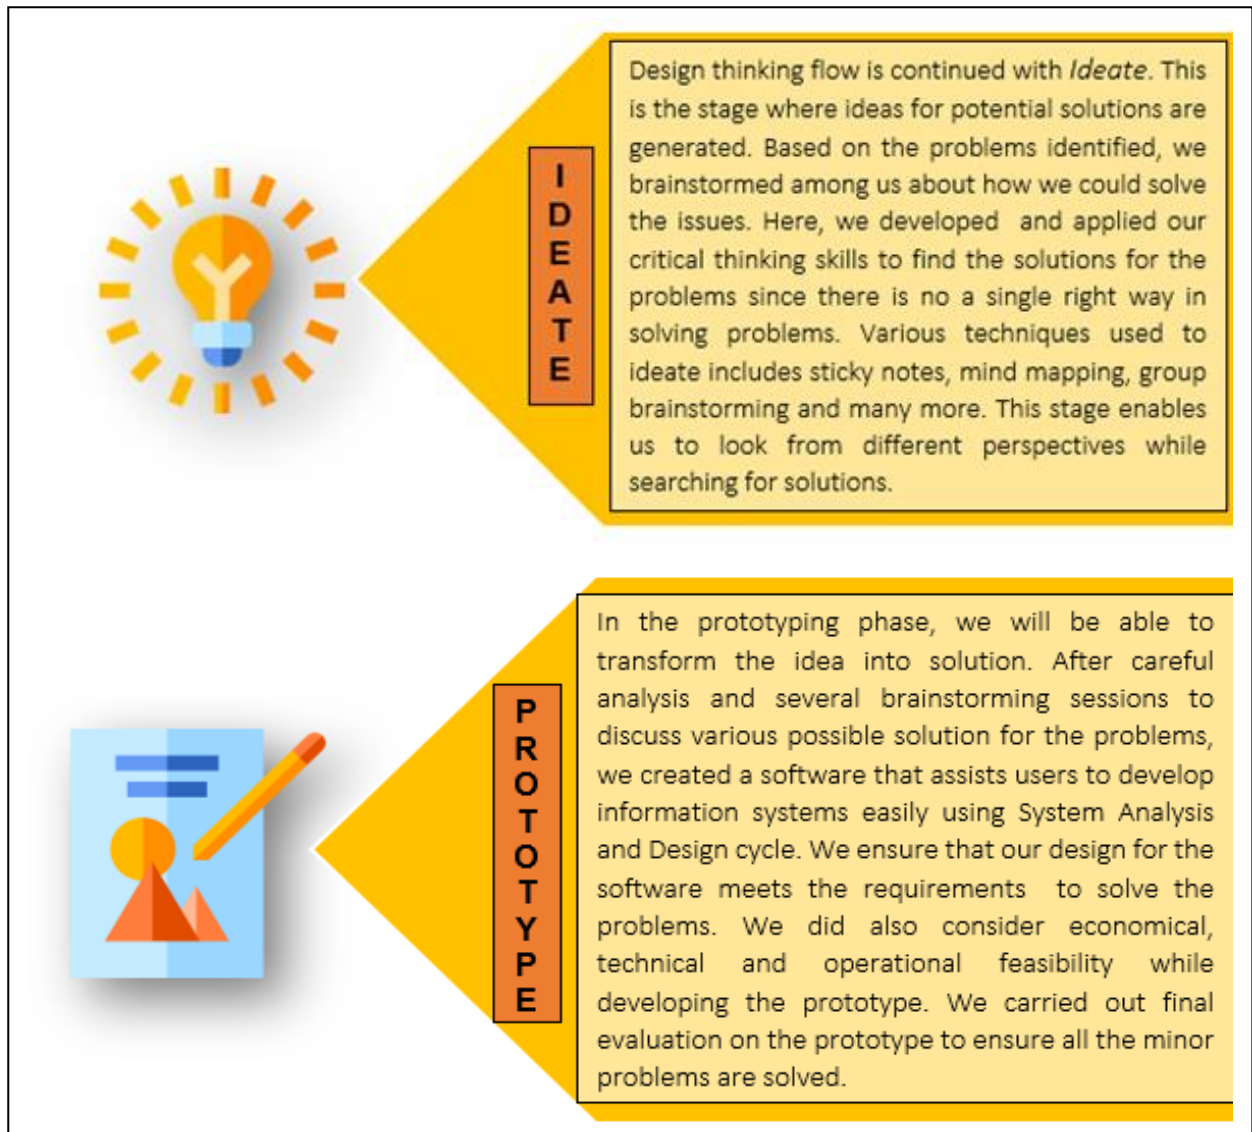 IDEATE
Design thinking flow is continued with Ideate. This
is the stage where ideas for potential solutions are
generated. Based on the problems identified, we
brainstormed among us about how we could solve
the issues. Here, we developed and applied our
critical thinking skills to find the solutions for the
problems since there is no a single right way in
solving problems. Various techniques used to
ideate includes sticky notes, mind mapping, group
brainstorming and many more. This stage enables
us to look from different perspectives while
searching for solutions.
PROTOTYPE
In the prototyping phase, we will be able to
transform the idea into solution. After careful
analysis and several brainstorming sessions to
discuss various possible solution for the problems,
we created a software that assists users to develop
information systems easily using System Analysis
and Design cycle. We ensure that our design for the
software meets the requirements to solve the
problems. We did also consider economical,
technical and operational feasibility while
developing the prototype. We carried out final
evaluation on the prototype to ensure all the minor
problems are solved.